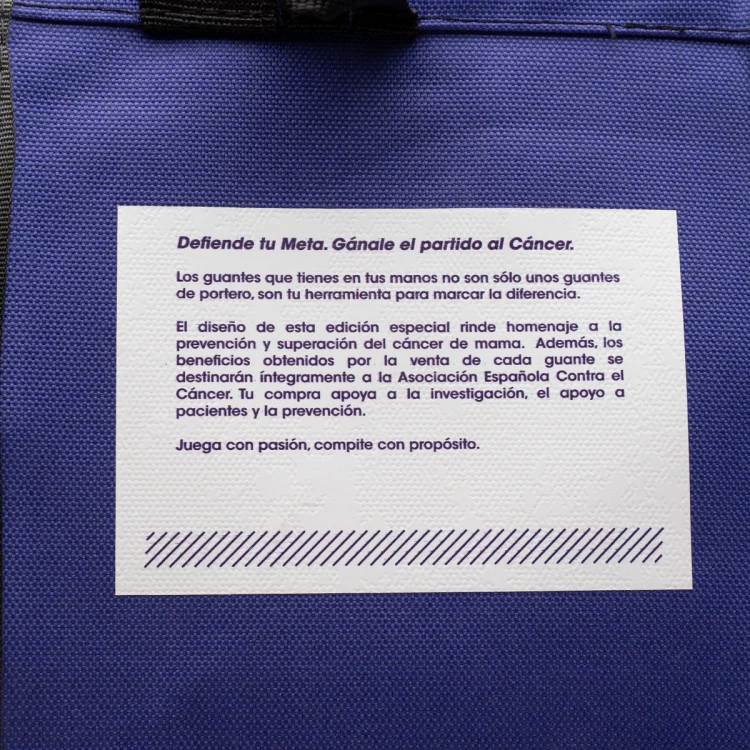 Defiende tu Meta. Gánale el partido al Cáncer.
Los guantes que tienes en tus manos no son sólo unos guantes
de portero, son tu herramienta para marcar la diferencia.
El diseño de esta edición especial rinde homenaje a la
prevención y superación del cáncer de mama. Además, los
beneficios obtenidos por la venta de cada guante se
destinarán íntegramente a la Asociación Española Contra el
Cáncer. Tu compra apoya a la investigación, el apoyo a
pacientes y la prevención.
Juega con pasión, compite con propósito.